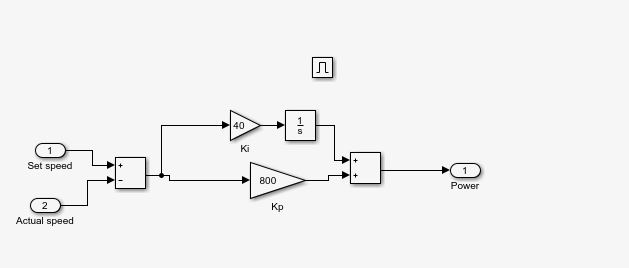 40
1
s
Ki
1
Set speed
+
−
+
+
800
1
Power
2
Actual speed
Kp